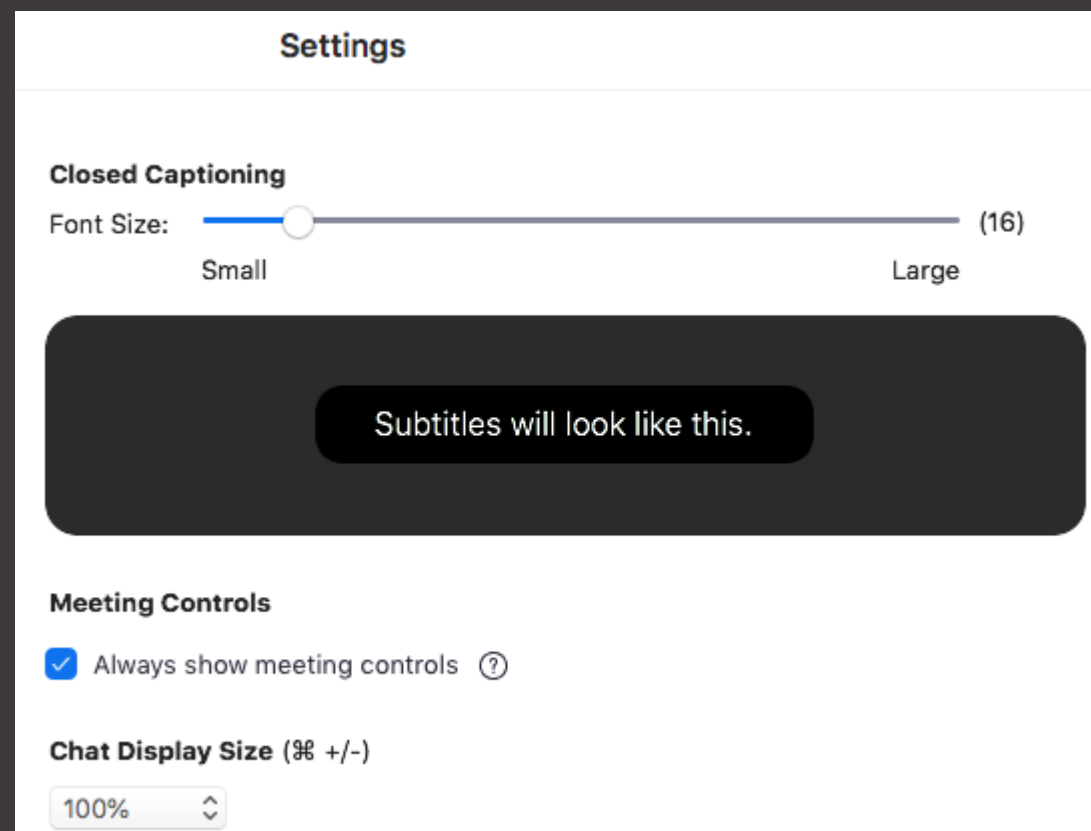 Settings
Closed Captioning
Font Size: (16)
Small Large
Subtitles will look like this.
Meeting Controls
Always show meeting controls ?
Chat Display Size (⌘ +/-)
100%